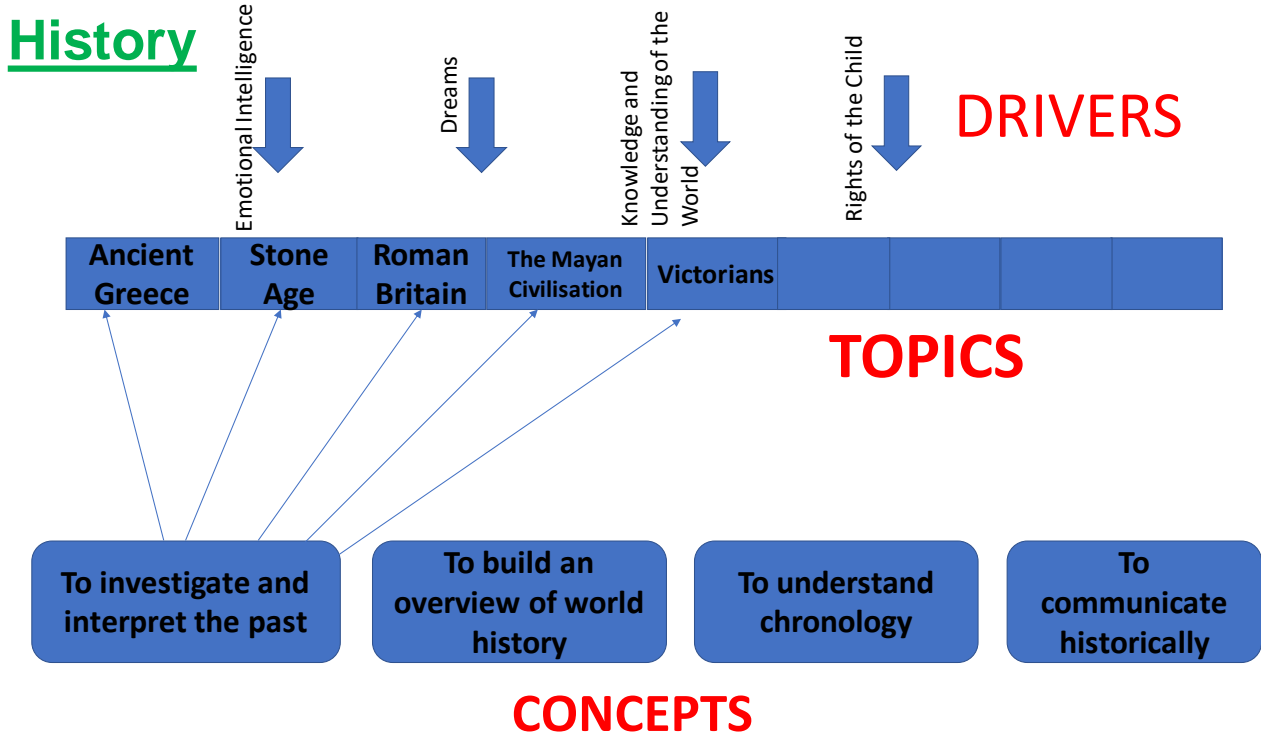 History
Emotional Intelligence
Dreams
Knowledge and
Understanding of the
World
Rights of the Child
DRIVERS
Ancient
Greece
Stone
Age
Roman
Britain
The Mayan
Civilisation
Victorians
TOPICS
To investigate and
interpret the past
To build an
overview of world
history
To understand
chronology
To
communicate
historically
CONCEPTS